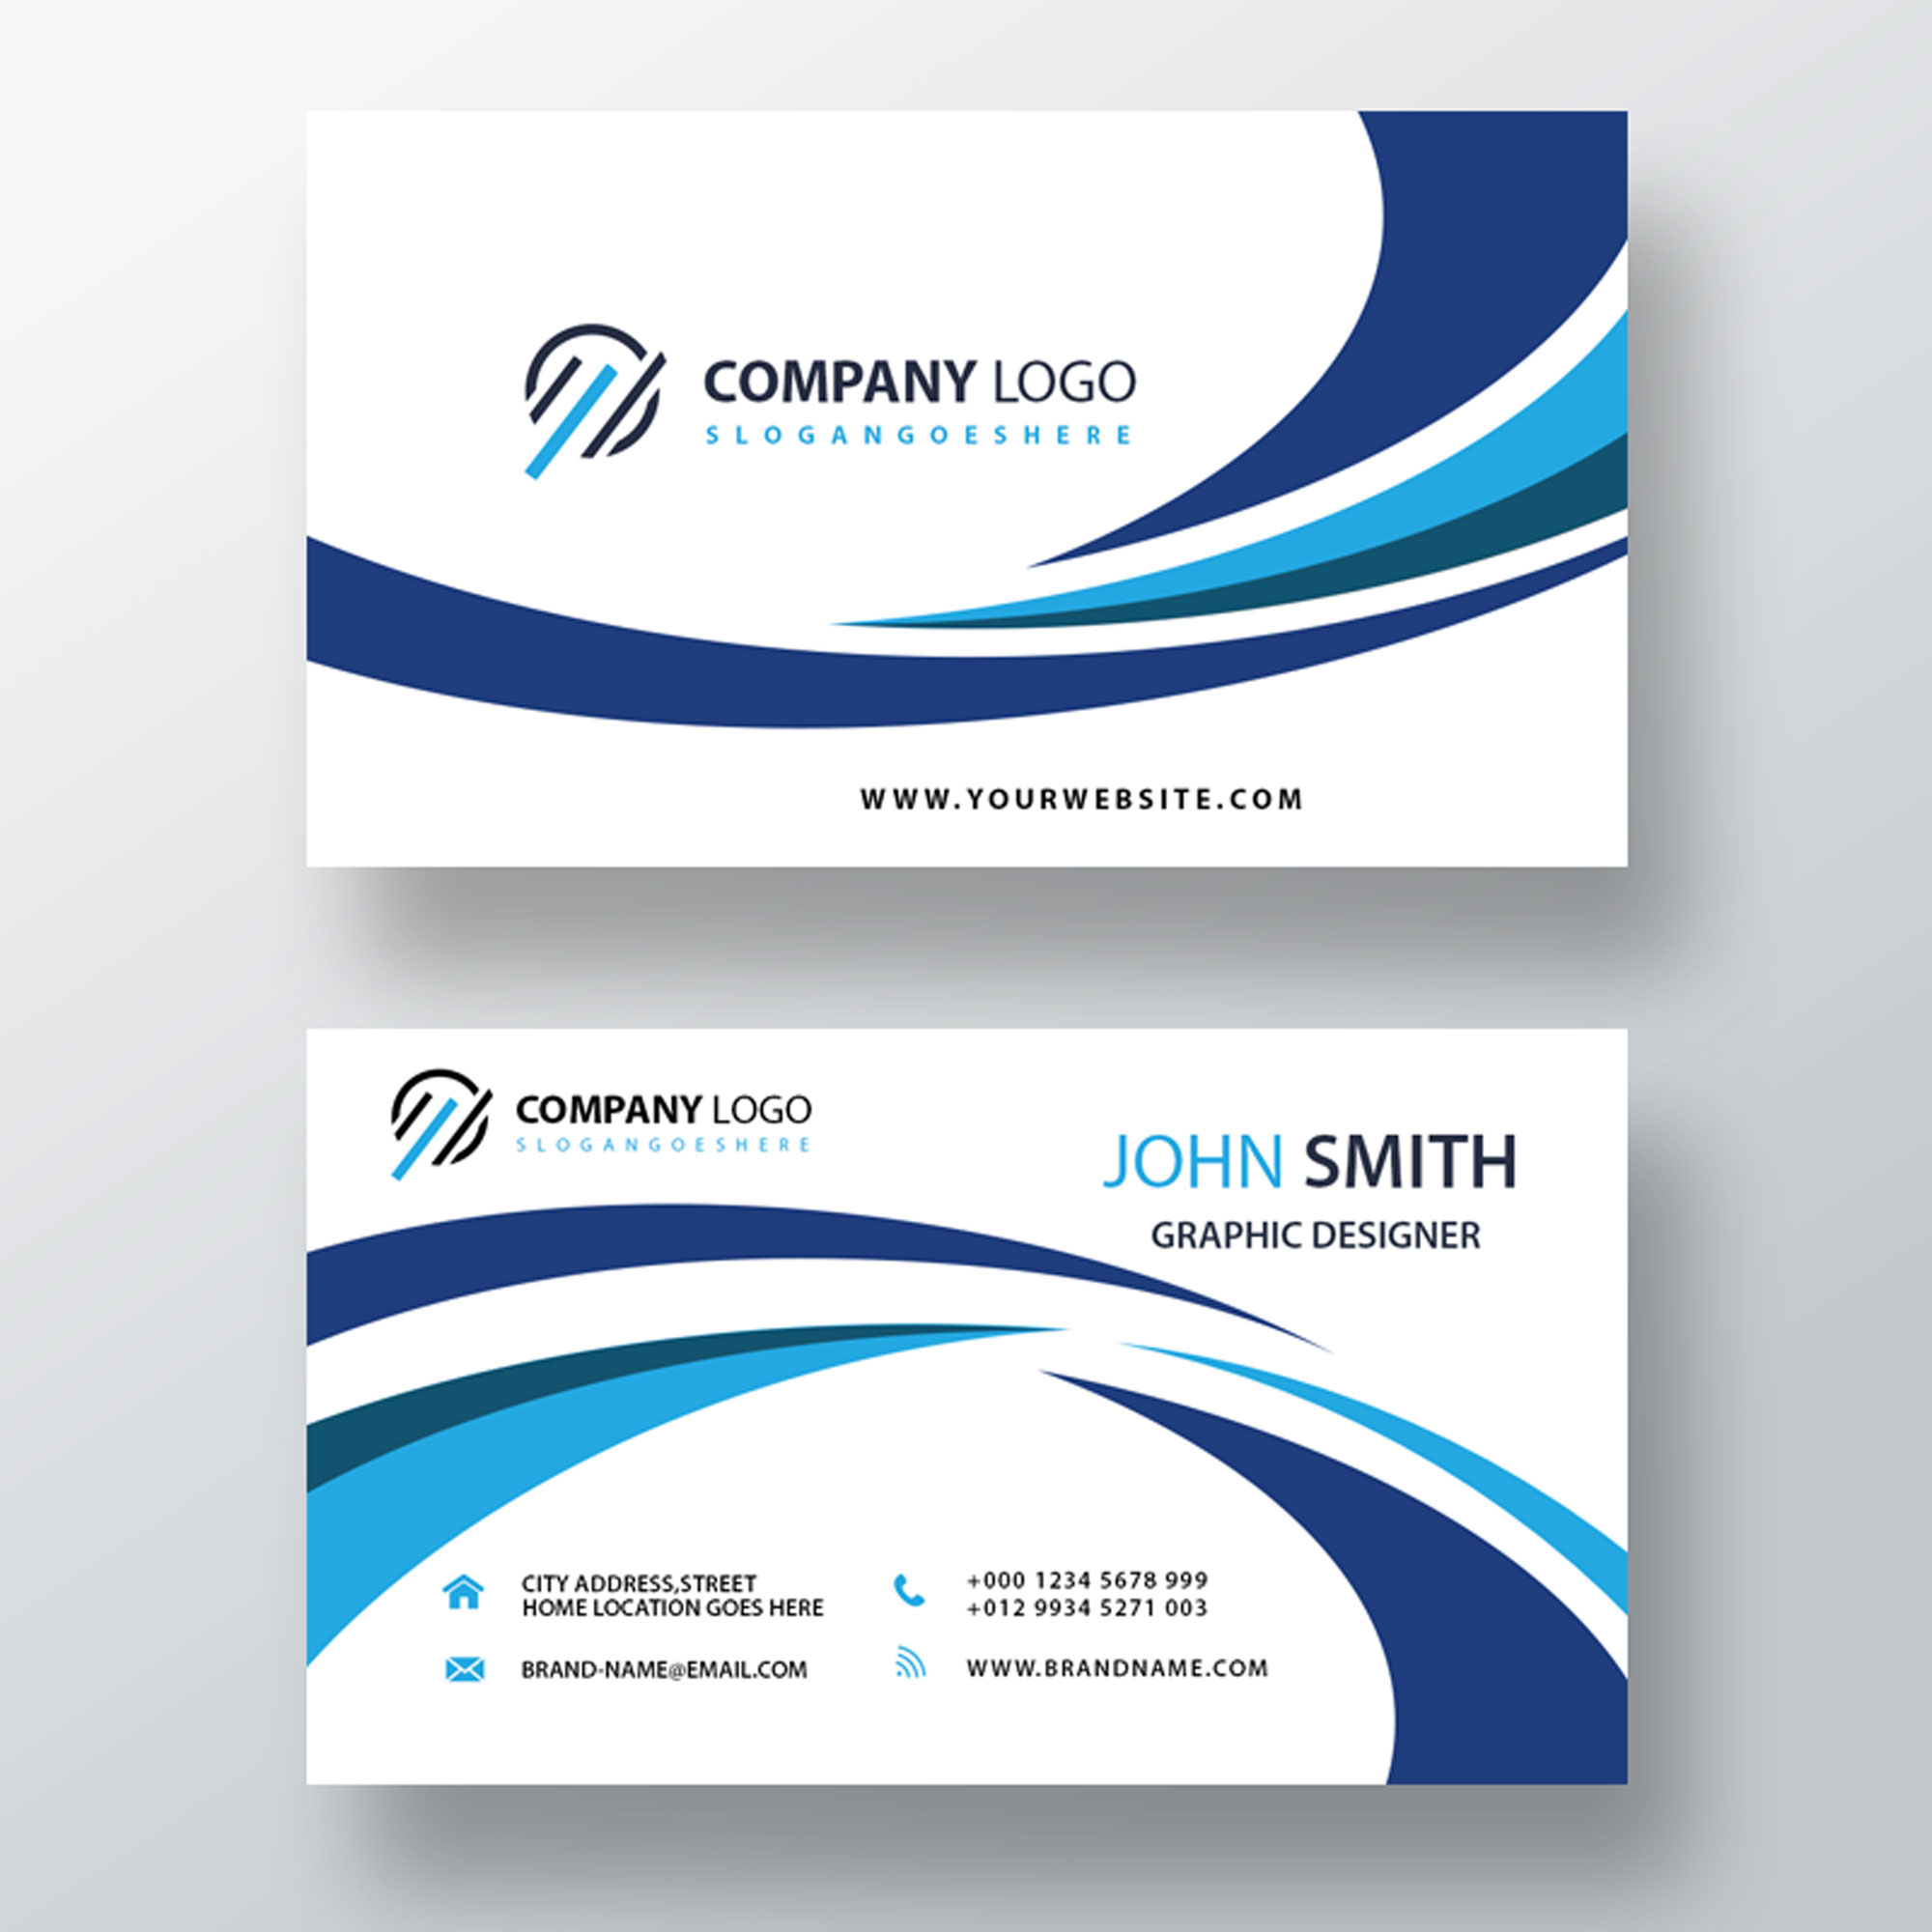 COMPANY LOGO
SLOGANGOESHERE
WWW.YOURWEBSITE.COM
COMPANY LOGO
SLOGANGOESHERE
JOHN SMITH
GRAPHIC DESIGNER
CITY ADDRESS,STREET
HOME LOCATION GOES HERE
+000 1234 5678 999
+012 9934 5271 003
BRAND-NAME@EMAIL.COM
WWW.BRANDNAME.COM